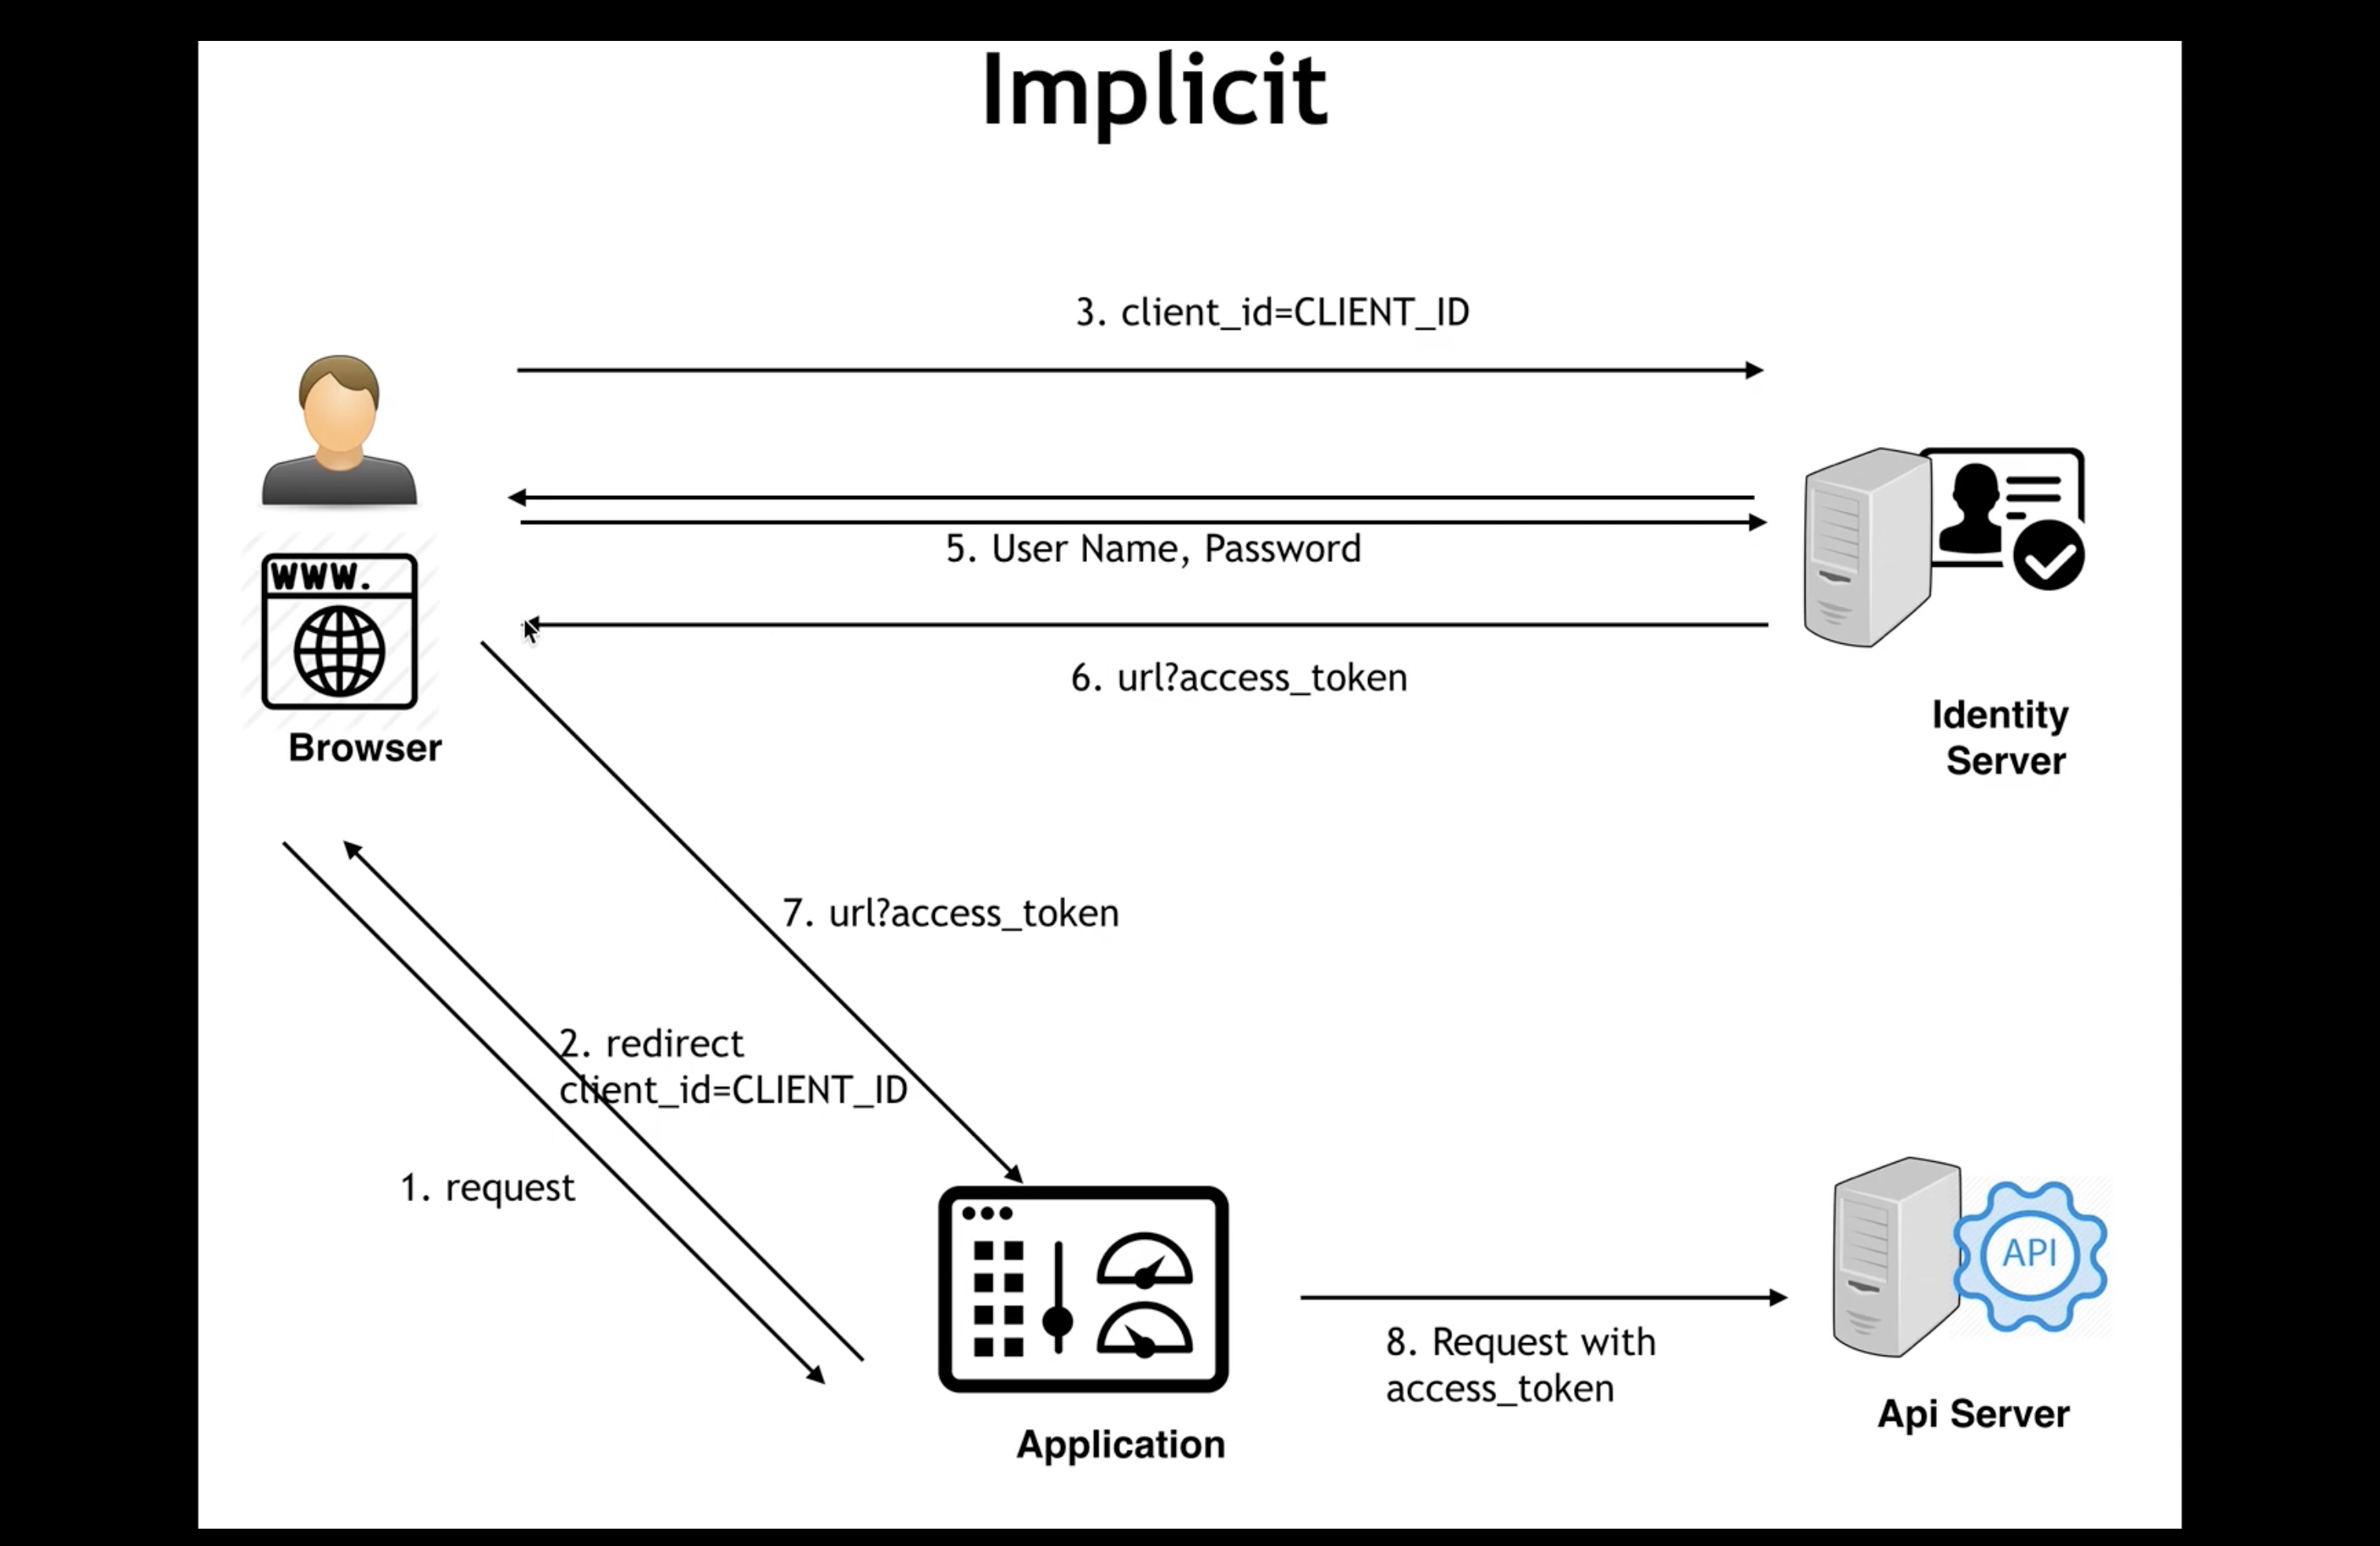 Implicit
3. client_id=CLIENT_ID
5. User Name, Password
www.
6. url?access_token
Identity
Server
Browser
7. url?access_token
2. redirect
client_id=CLIENT_ID
1. request
API
8. Request with
access_token
Api Server
Application